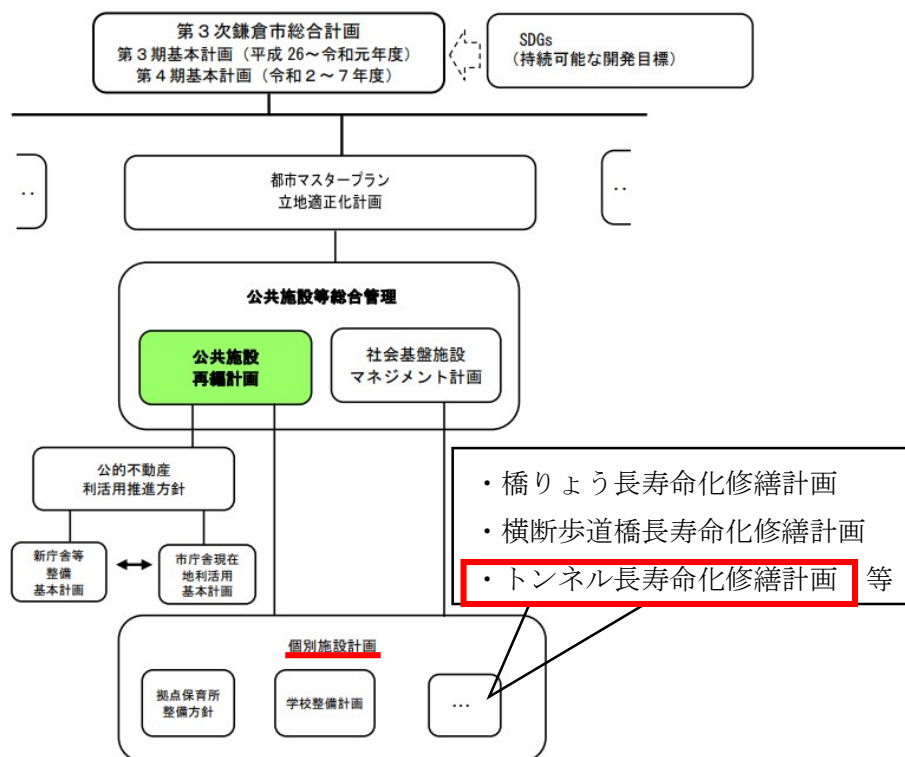 第３次鎌倉市総合計画
第３期基本計画（平成 26～令和元年度）
第４期基本計画（令和２～７年度）
SDGs
（持続可能な開発目標）
‥
都市マスタープラン
立地適正化計画
‥
公共施設等総合管理
公共施設
再編計画
社会基盤施設
マネジメント計画
公的不動産
利活用推進方針
新庁舎等
整備
基本計画
市庁舎現在
地利活用
基本計画
・橋りょう長寿命化修繕計画
・横断歩道橋長寿命化修繕計画
・トンネル長寿命化修繕計画 等
個別施設計画
拠点保育所
整備方針
学校整備計画
…